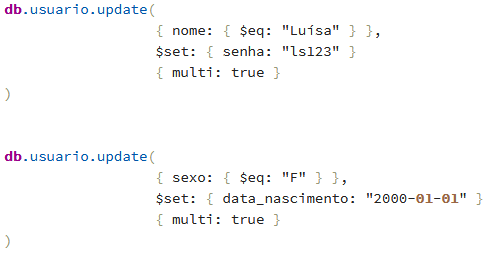 db.usuario.update(
{ nome: { $eq: "Luísa" } },
$set: { senha: "ls123" }
{ multi: true }
)
db.usuario.update(
{ sexo: { $eq: "F" } },
$set: { data_nascimento: "2000-01-01" }
{ multi: true }
)